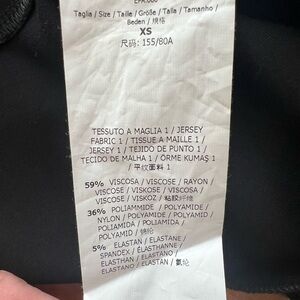 Taglia / Size / Taille / Größe / Talla / Tamanho /
Beden / 规格
XS
尺码: 155/80A
TESSUTO A MAGLIA 1 / JERSEY
FABRIC 1 / TISSUE A MAILLE 1 /
JERSEY 1 / TEJIDO DE PUNTO 1 /
TECIDO DE MALHA 1 / ÖRME KUMAŞ 1
/ 平纹面料 1
59% VISCOSA / VISCOSE / RAYON /
VISCOSE / VISKOSE / VISCOSA /
VISCOSE / VISKOZ / 粘胶纤维
36% POLIAMMIDE / POLYAMIDE /
NYLON / POLYAMIDE / POLYAMID /
POLIAMIDA / POLIAMIDA /
POLYAMID / 锦纶
5% ELASTAN / ELASTANE /
SPANDEX / ÉLASTHANNE /
ELASTHAN / ELASTANO /
ELASTANO / ELASTAN / 氨纶